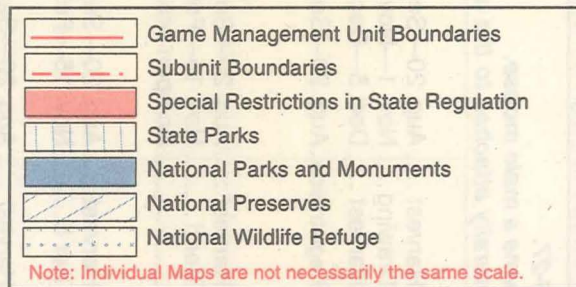 Game Management Unit Boundaries
Subunit Boundaries
Special Restrictions in State Regulation
State Parks
National Parks and Monuments
National Preserves
National Wildlife Refuge
Note: Individual Maps are not necessarily the same scale.